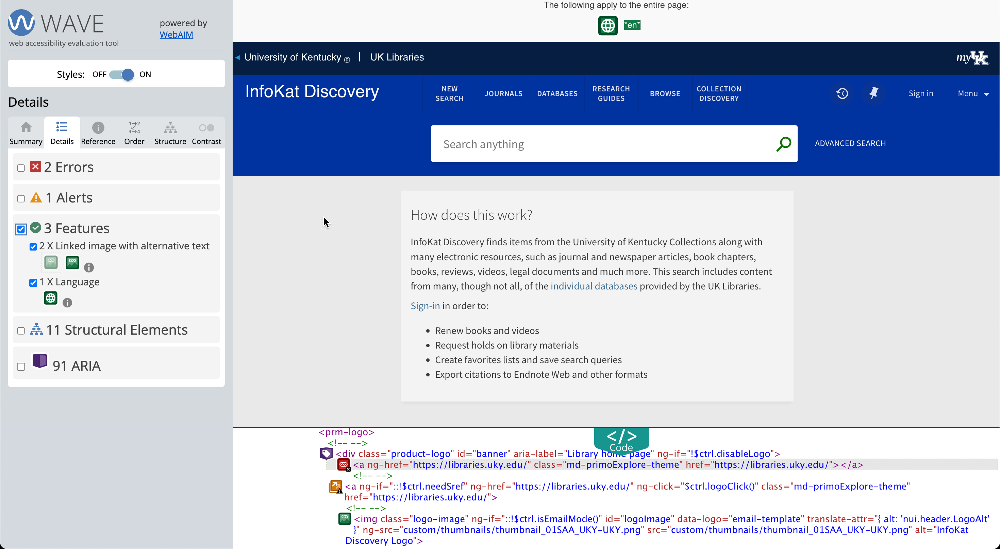 WAVE
powered by
WebAIM
web accessibility evaluation tool
Styles: OFF ON
Details
Summary Details Reference Order Structure Contrast
2 Errors
1 Alerts
3 Features
2 X Linked image with alternative text
1 X Language
11 Structural Elements
91 ARIA
The following apply to the entire page:
*en*
University of Kentucky ® | UK Libraries
my UK
InfoKat Discovery
NEW
SEARCH
JOURNALS
DATABASES
RESEARCH
GUIDES
BROWSE
COLLECTION
DISCOVERY
Sign in
Menu
Search anything
ADVANCED SEARCH
How does this work?
InfoKat Discovery finds items from the University of Kentucky Collections along with
many electronic resources, such as journal and newspaper articles, book chapters,
books, reviews, videos, legal documents and much more. This search includes content
from many, though not all, of the individual databases provided by the UK Libraries.
Sign-in in order to:
• Renew books and videos
• Request holds on library materials
• Create favorites lists and save search queries
• Export citations to Endnote Web and other formats
</>
Code
<prm-logo>
<!-- -->
<div class="product-logo" id="banner" aria-label="Library home page" ng-if="!$ctrl.disableLogo">
<a ng-href="https://libraries.uky.edu/" class="md-primoExplore-theme" href="https://libraries.uky.edu/"></a>
<!-- -->
<a ng-if="::!$ctrl.needSref" ng-href="https://libraries.uky.edu/" ng-click="$ctrl.logoClick()" class="md-primoExplore-theme"
href="https://libraries.uky.edu/">
<!-- -->
<img class="logo-image" ng-if="::!$ctrl.isEmailMode()" id="logoImage" data-logo="email-template" translate-attr="{ alt: 'nui.header.LogoAlt'
}" ng-src="custom/thumbnails/thumbnail_01SAA_UKY-UKY.png" src="custom/thumbnails/thumbnail_01SAA_UKY-UKY.png" alt="InfoKat
Discovery Logo">